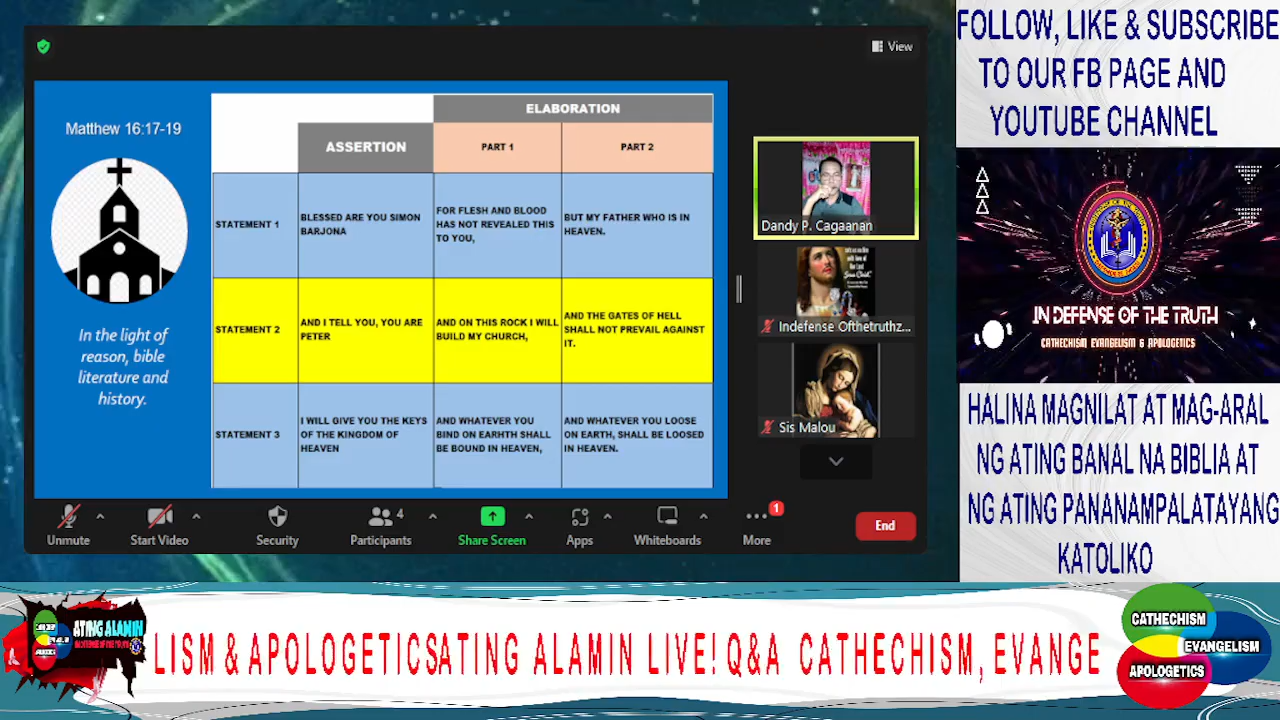 View
Matthew 16:17-19
In the light of
reason, bible
literature and
history.
ELABORATION
ASSERTION
PART 1
PART 2
STATEMENT 1
BLESSED ARE YOU SIMON
BARJONA
FOR FLESH AND BLOOD
HAS NOT REVEALED THIS
TO YOU,
BUT MY FATHER WHO IS IN
HEAVEN.
STATEMENT 2
AND I TELL YOU, YOU ARE
PETER
AND ON THIS ROCK I WILL
BUILD MY CHURCH,
AND THE GATES OF HELL
SHALL NOT PREVAIL AGAINST
IT.
STATEMENT 3
I WILL GIVE YOU THE KEYS
OF THE KINGDOM OF
HEAVEN
AND WHATEVER YOU
BIND ON EARHTH SHALL
BE BOUND IN HEAVEN,
AND WHATEVER YOU LOOSE
ON EARTH, SHALL BE LOOSED
IN HEAVEN.
Dandy P. Cagaanan
Indefense Ofthetruthz...
Sis Malou
Unmute
Start Video
Security
4
Participants
Share Screen
Apps
Whiteboards
1
More
End
FOLLOW, LIKE & SUBSCRIBE
TO OUR FB PAGE AND
YOUTUBE CHANNEL
IN DEFENSE OF THE TRUTH
CATHECHISM EVANGELISM & APOLOGETICS
HALINA MAGNILAT AT MAG-ARAL
NG ATING BANAL NA BIBLIA AT
NG ATING PANANAMPALATAYANG
KATOLIKO
ATING ALAMIN
LISM & APOLOGETICSATING ALAMIN LIVE! Q&A CATHECHISM, EVANGE
CATHECHISM
EVANGELISM
APOLOGETICS